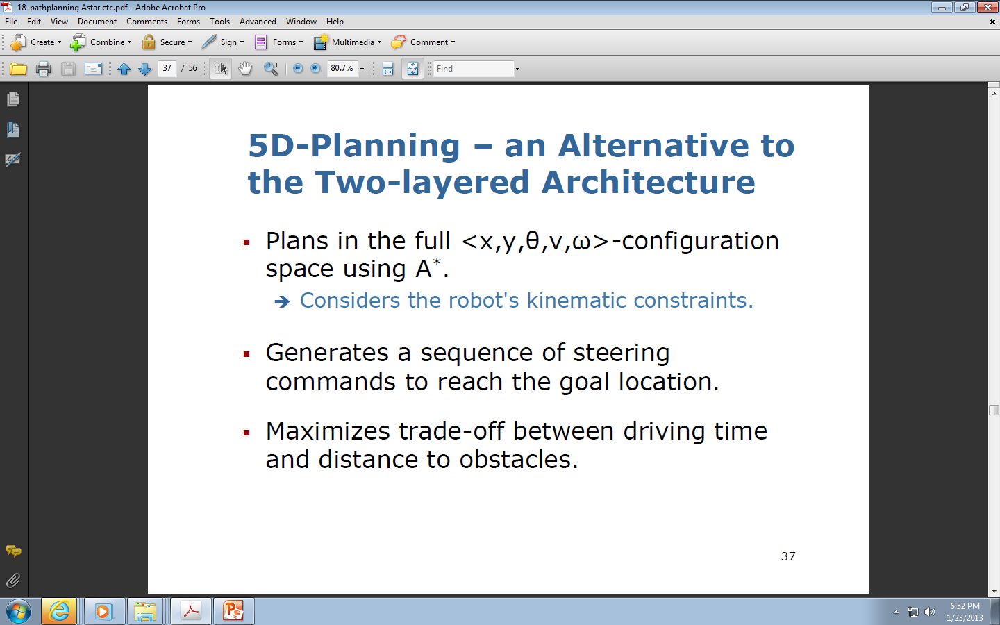 18-pathplanning Astar etc.pdf - Adobe Acrobat Pro
File Edit View Document Comments Forms Tools Advanced Window Help
Create Combine Secure Sign Forms Multimedia Comment
37 / 56 80.7% Find
5D-Planning – an Alternative to
the Two-layered Architecture
▪ Plans in the full <x,y,θ,v,ω>-configuration
space using A*.
➔ Considers the robot's kinematic constraints.
▪ Generates a sequence of steering
commands to reach the goal location.
▪ Maximizes trade-off between driving time
and distance to obstacles.
37
6:52 PM
1/23/2013